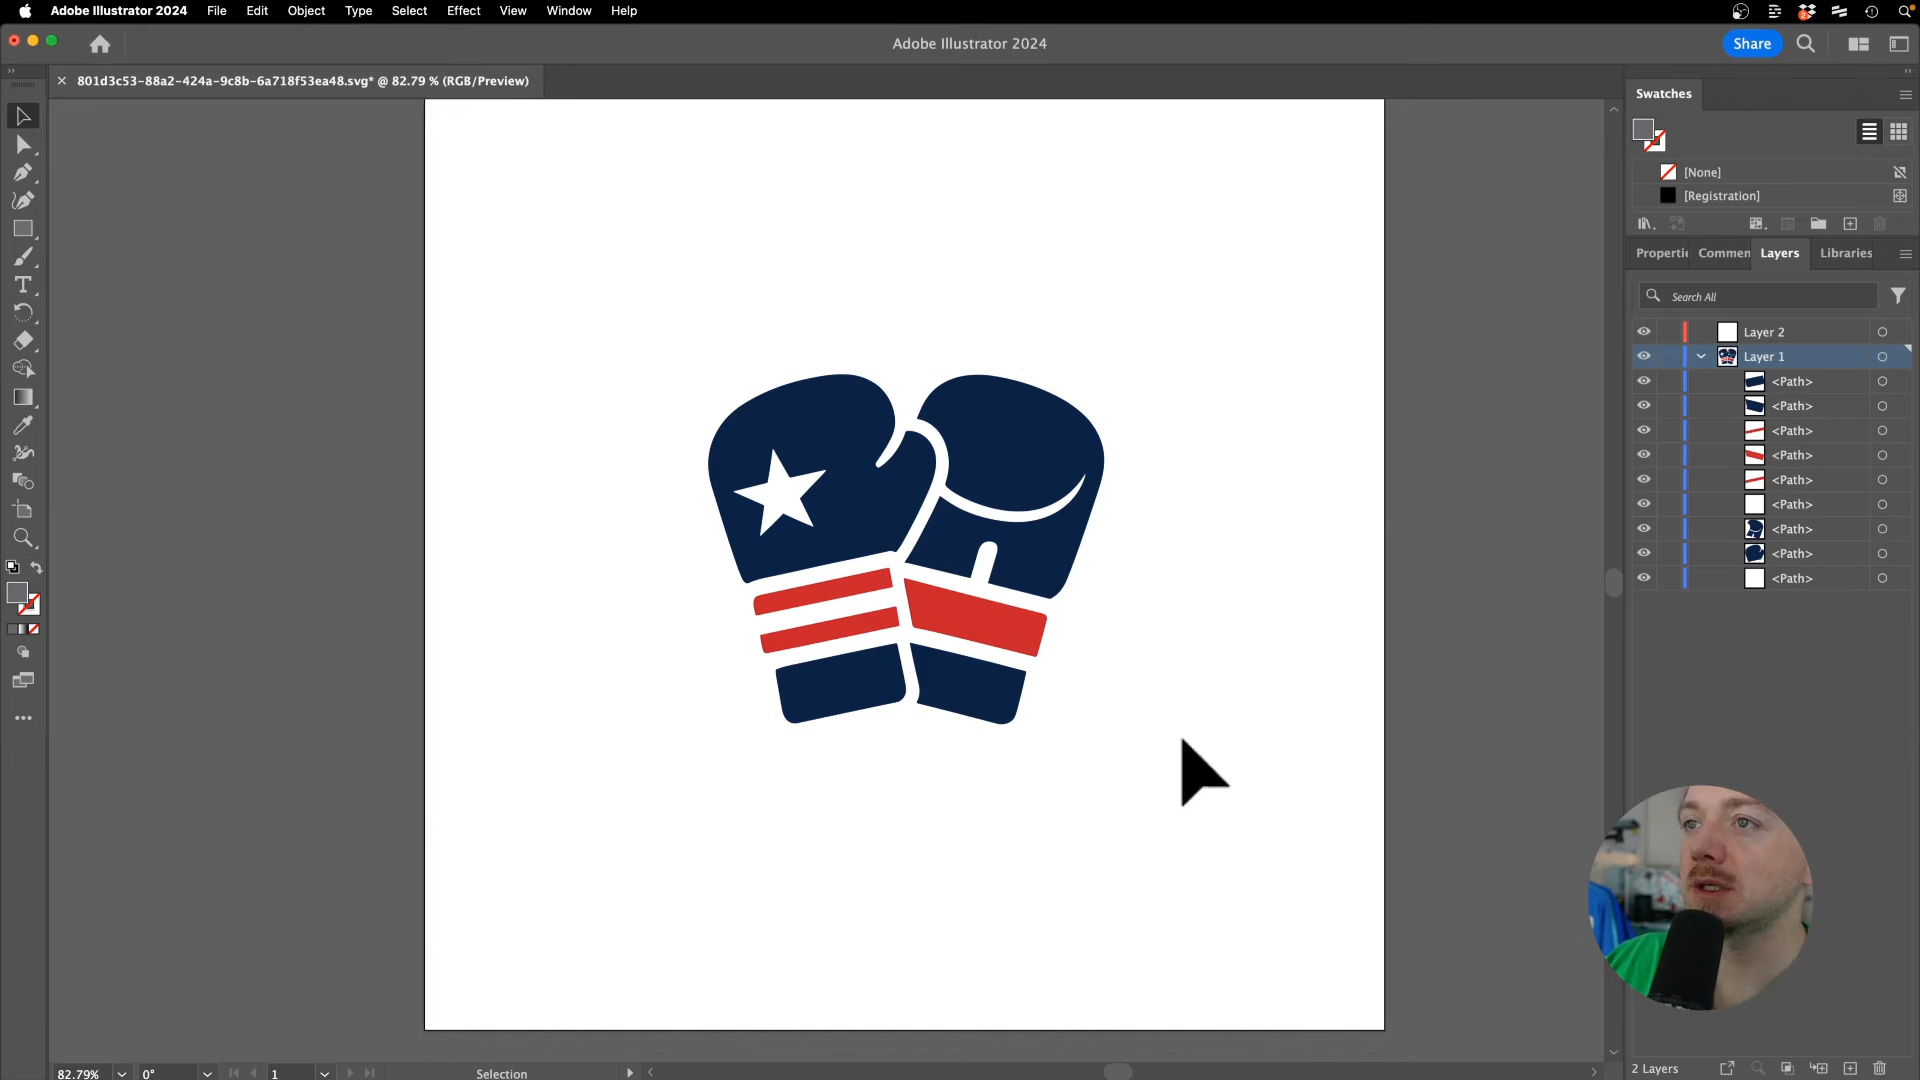 Adobe Illustrator 2024 File Edit Object Type Select Effect View Window Help
Adobe Illustrator 2024
Share
801d3c53-88a2-424a-9c8b-6a718f53ea48.svg* @ 82.79 % (RGB/Preview)
Swatches
[None]
[Registration]
Properti Commen Layers Libraries
Search All
Layer 2
Layer 1
<Path>
<Path>
<Path>
<Path>
<Path>
<Path>
<Path>
<Path>
<Path>
82.79% 0° 1 Selection
2 Layers